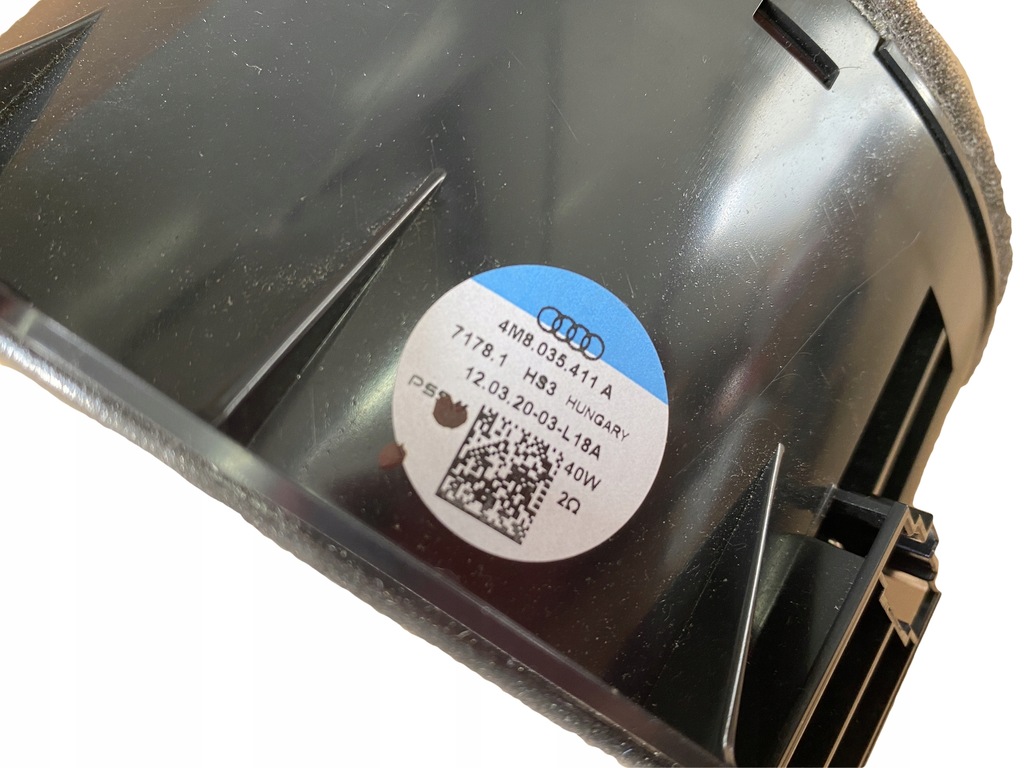 4M8.035.411 A
7178.1 HS3 HUNGARY
12.03.20-03-L18A
40W
2Ω